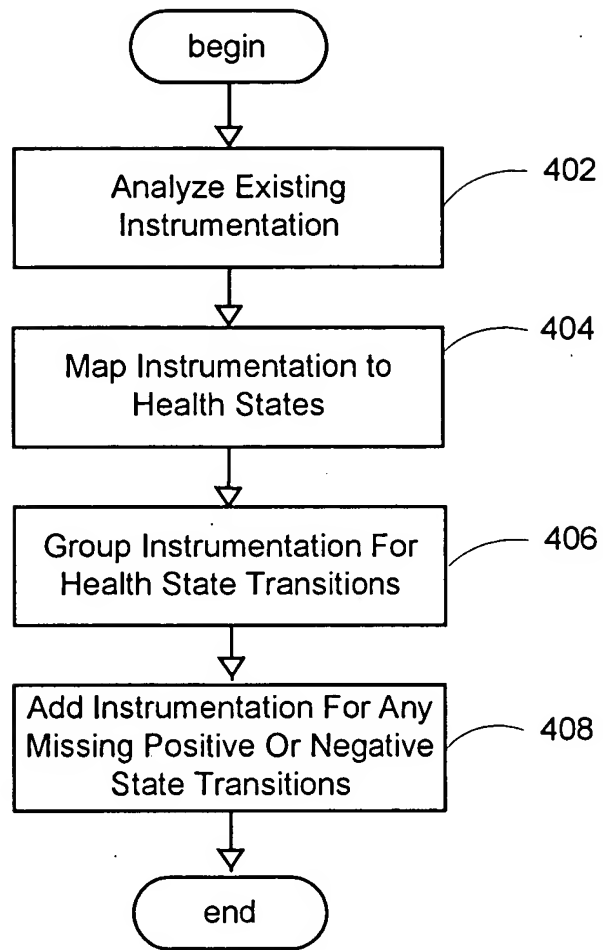 begin
Analyze Existing
Instrumentation
402
Map Instrumentation to
Health States
404
Group Instrumentation For
Health State Transitions
406
Add Instrumentation For Any
Missing Positive Or Negative
State Transitions
408
end